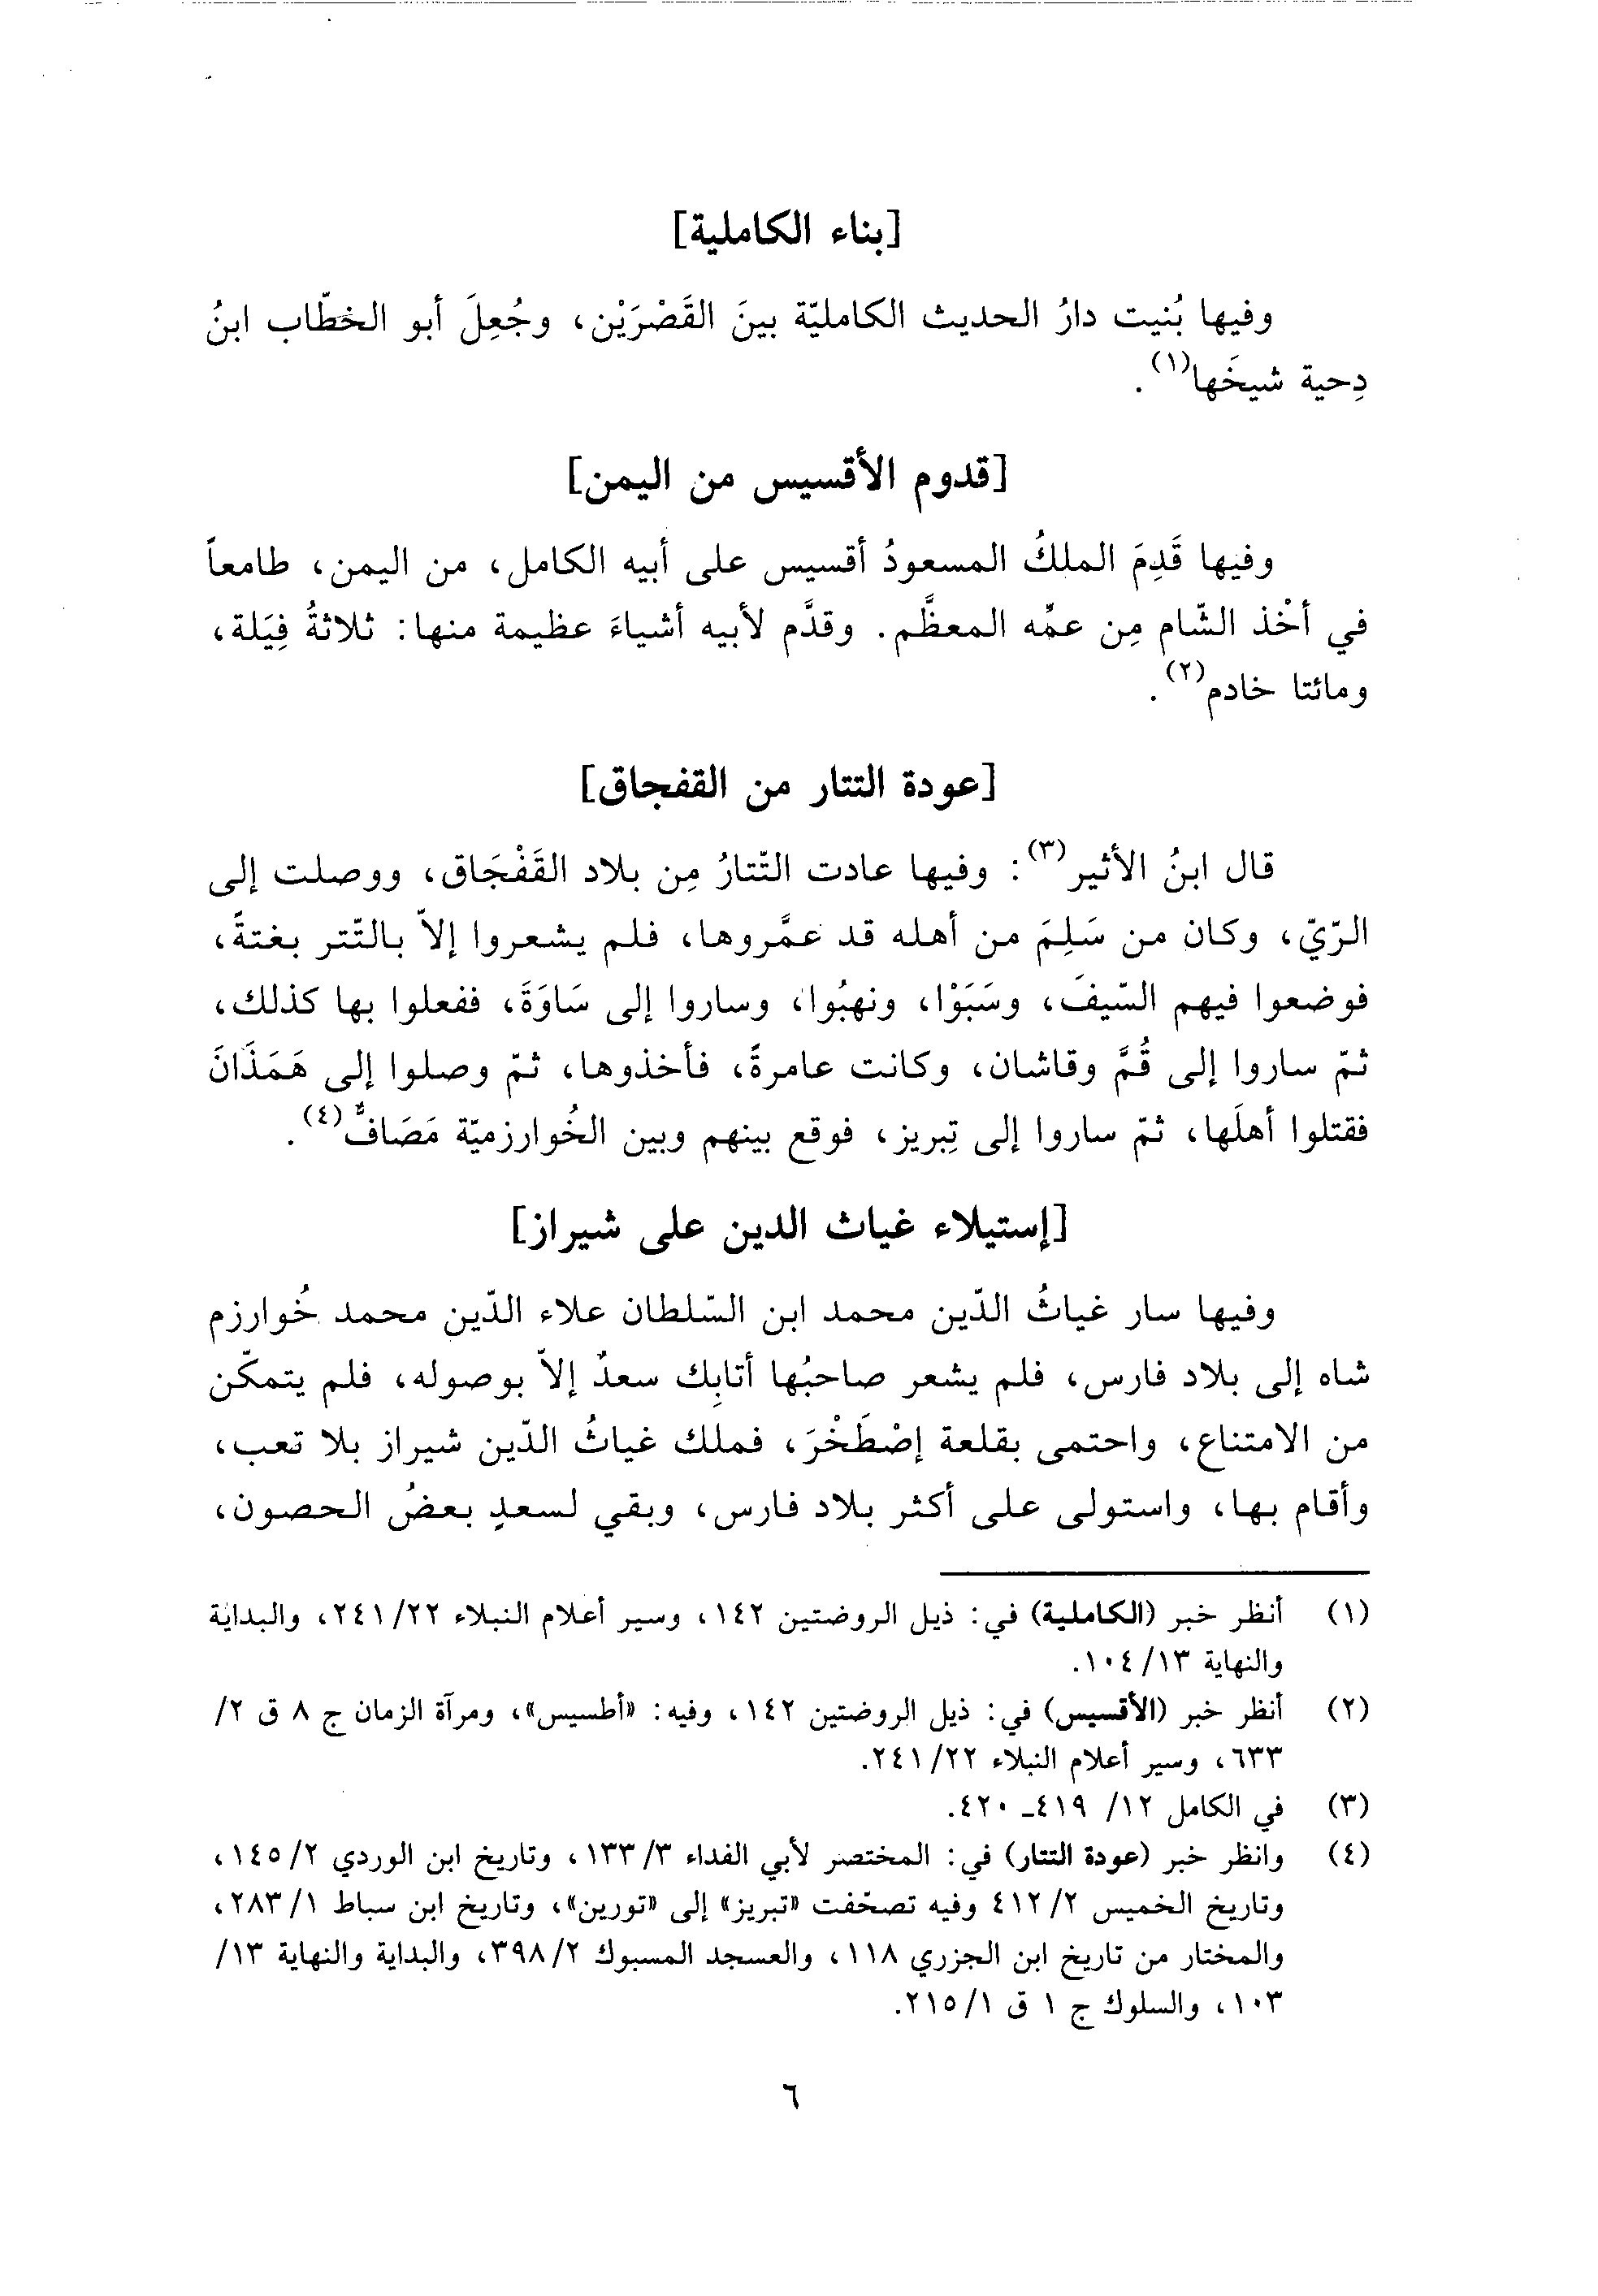 [بناء الكاملية]
وفيها بُنيت دارُ الحديث الكامليّة بينَ القَصْرَيْن، وجُعِلَ أبو الخطّاب ابنُ
دِحية شيخَها(١).
[قدوم الأقسيس من اليمن]
وفيها قَدِمَ الملكُ المسعودُ أقسيس على أبيه الكامل، من اليمن، طامعاً
في أخْذ الشّام مِن عمِّه المعظَّم. وقدَّم لأبيه أشياءَ عظيمة منها: ثلاثةُ فِيَلة،
ومائتا خادم(٢).
[عودة التتار من القفجاق]
قال ابنُ الأثير(٣): وفيها عادت التّتارُ مِن بلاد القَفْجَاق، ووصلت إلى
الرّيّ، وكان من سَلِمَ من أهله قد عمَّروها، فلم يشعروا إلاّ بالتّتر بغتةً،
فوضعوا فيهم السّيفَ، وسَبَوْا، ونهبُوا، وساروا إلى سَاوَةَ، ففعلوا بها كذلك،
ثمّ ساروا إلى قُمَّ وقاشان، وكانت عامرةً، فأخذوها، ثمّ وصلوا إلى هَمَذَانَ
فقتلوا أهلَها، ثمّ ساروا إلى تِبريز، فوقع بينهم وبين الخُوارزميّة مَصَافٌّ(٤).
[إستيلاء غياث الدين على شيراز]
وفيها سار غياثُ الدّين محمد ابن السّلطان علاء الدّين محمد خُوارزم
شاه إلى بلاد فارس، فلم يشعر صاحبُها أتابِك سعدٌ إلاّ بوصوله، فلم يتمكّن
من الامتناع، واحتمى بقلعة إصْطَخْرَ، فملك غياثُ الدّين شيراز بلا تعب،
وأقام بها، واستولى على أكثر بلاد فارس، وبقي لسعدٍ بعضُ الحصون،
(١) أنظر خبر (الكاملية) في: ذيل الروضتين ١٤٢، وسير أعلام النبلاء ٢٤١/٢٢، والبداية
والنهاية ١٠٤/١٣.
(٢) أنظر خبر (الأقسيس) في: ذيل الروضتين ١٤٢، وفيه: «أطسيس»، ومرآة الزمان ج ٨ ق ٢/
٦٣٣، وسير أعلام النبلاء ٢٤١/٢٢.
(٣) في الكامل ١٢/ ٤١٩ـ ٤٢٠.
(٤) وانظر خبر (عودة التتار) في: المختصر لأبي الفداء ١٣٣/٣، وتاريخ ابن الوردي ١٤٥/٢،
وتاريخ الخميس ٤١٢/٢ وفيه تصحّفت «تبريز» إلى «تورين»، وتاريخ ابن سباط ٢٨٣/١،
والمختار من تاريخ ابن الجزري ١١٨، والعسجد المسبوك ٣٩٨/٢، والبداية والنهاية ١٣/
١٠٣، والسلوك ج ١ ق ٢١٥/١.
٦